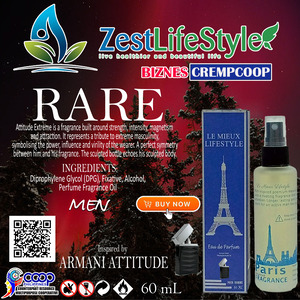 ZestLifeStyle
live healthier and beautiful life
BIZNES CREMPCOOP
RARE
Attitude Extrème is a fragrance built around strength, intensity, magnetism
and attraction. It represents a tribute to extreme masculinity,
symbolising the power, influence and virility of the wearer. A perfect symmetry
between him and his fragrance. The sculpted bottle echoes his sculpted body.
INGREDIENTS:
Diprophylene Glycol (DPG), Fixative, Alcohol,
Perfume Fragrance Oil
MEN
BUY NOW
Inspired by
ARMANI ATTITUDE
60 mL
LE MIEUX
LIFESTYLE
Eau de Parfum
Paris
FRAGRANCE
COOP